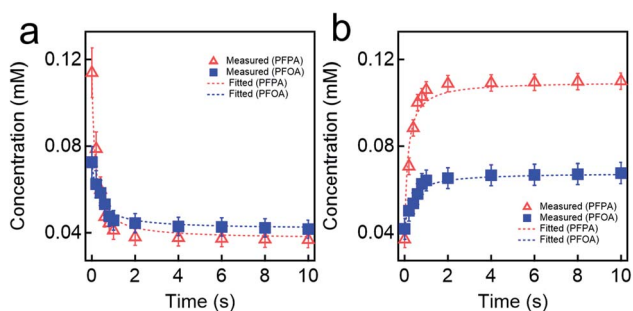 a
Concentration (mM)
0.12
0.08
0.04
Measured (PFPA)
Measured (PFOA)
Fitted (PFPA)
Fitted (PFOA)
0 2 4 6 8 10
Time (s)
b
Concentration (mM)
0.12
0.08
0.04
Measured (PFPA)
Measured (PFOA)
Fitted (PFPA)
Fitted (PFOA)
0 2 4 6 8 10
Time (s)